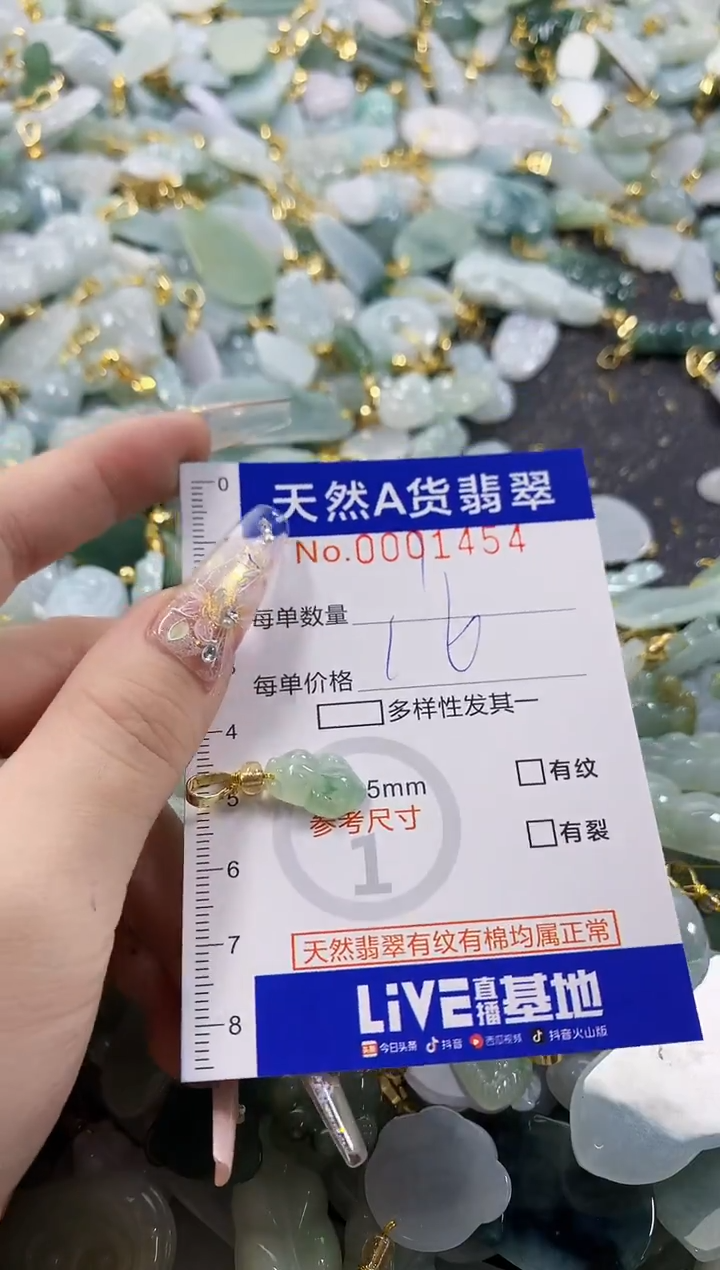 0
天然A货翡翠
No.0001454
每单数量
1
每单价格 16
多样性发其一
4
5mm
有纹
5
参考尺寸
有裂
1
6
天然翡翠有纹有棉均属正常
7
LiVE直播基地
8
今日头条 抖音 西瓜视频 抖音火山版